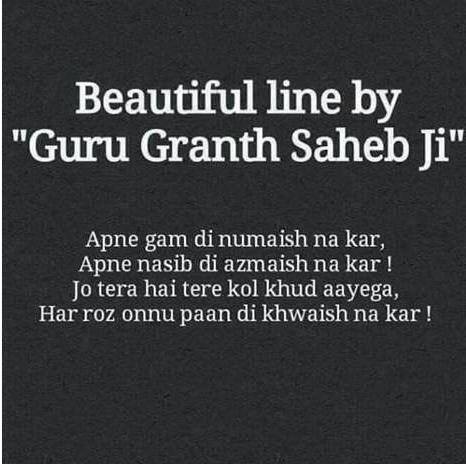 Beautiful line by
"Guru Granth Saheb Ji"
Apne gam di numaish na kar,
Apne nasib di azmaish na kar !
Jo tera hai tere kol khud aayega,
Har roz onnu paan di khwaish na kar !